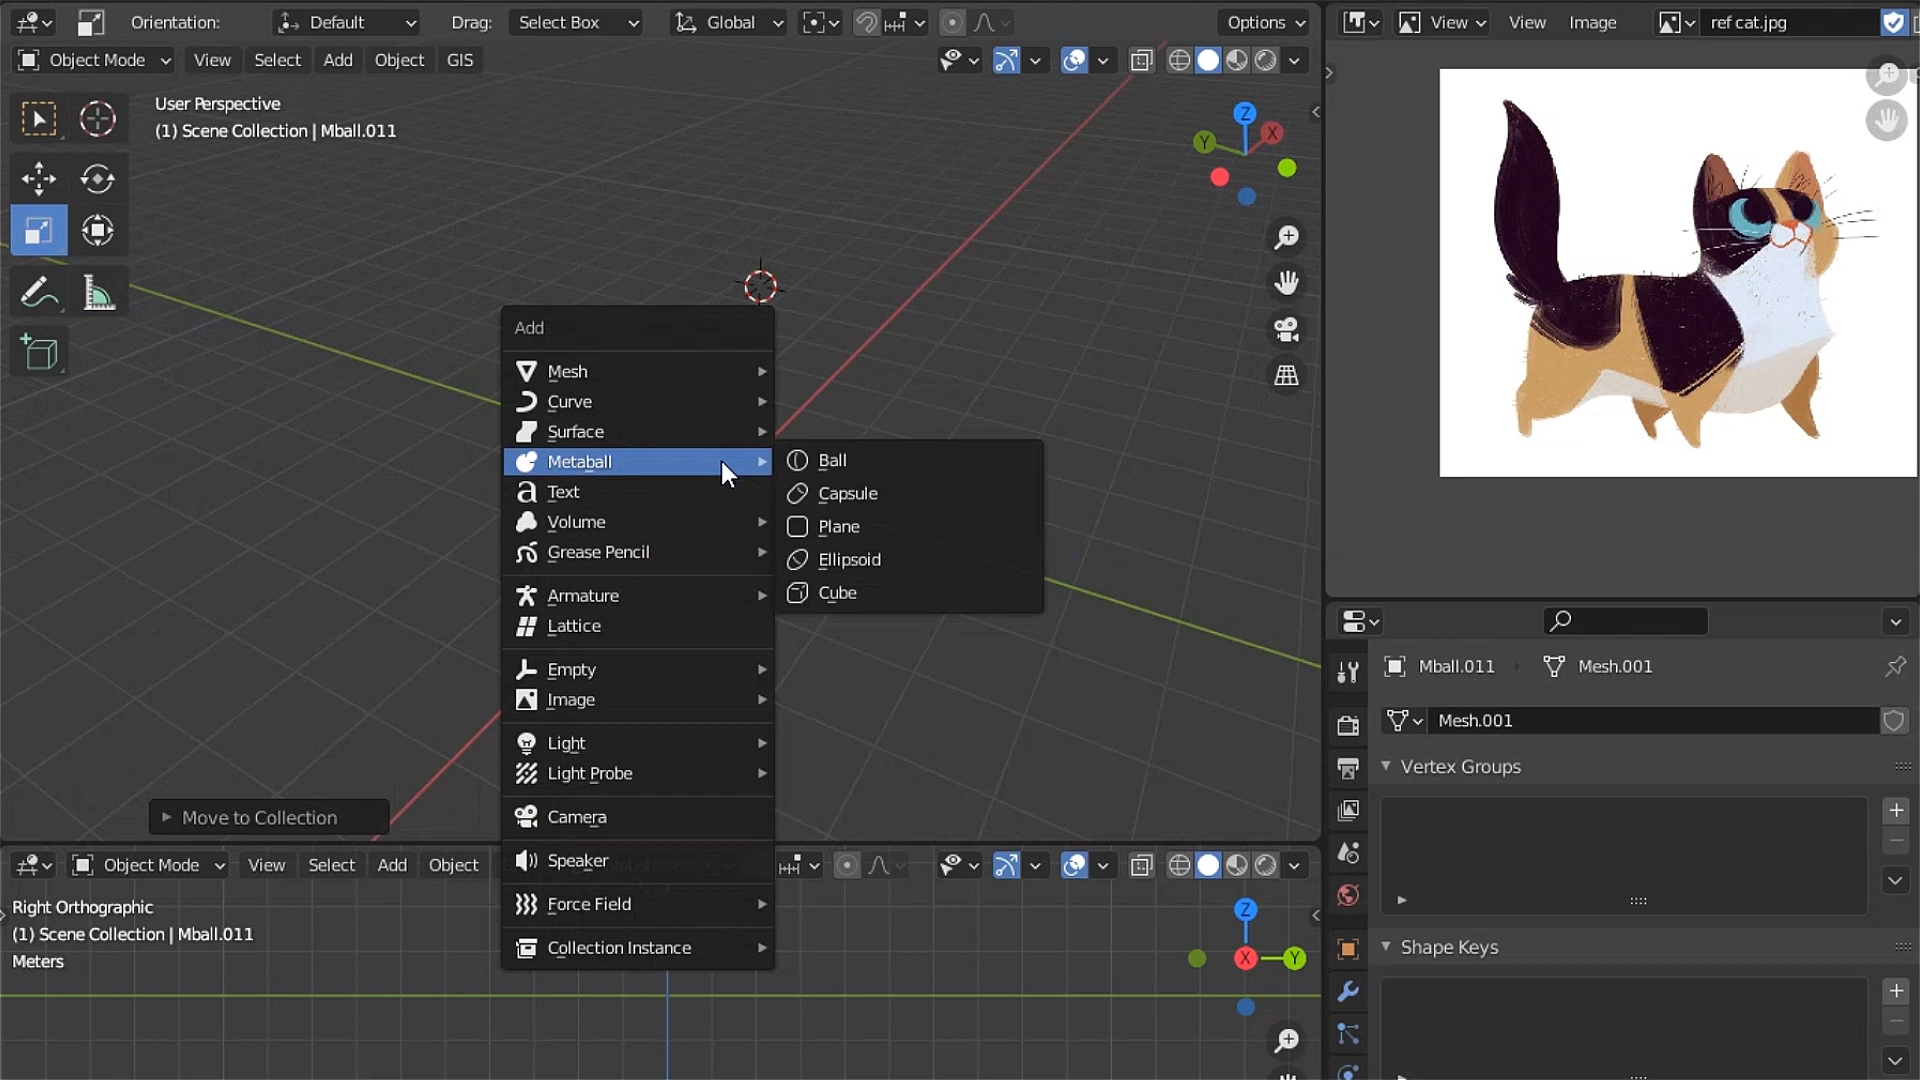 Orientation: Default Drag: Select Box Global Options
Object Mode View Select Add Object GIS
User Perspective
(1) Scene Collection | Mball.011
Z
X
Y
Add
Mesh
Curve
Surface
Metaball
Text
Volume
Grease Pencil
Armature
Lattice
Empty
Image
Light
Light Probe
Camera
Speaker
Force Field
Collection Instance
Ball
Capsule
Plane
Ellipsoid
Cube
Move to Collection
Object Mode View Select Add Object
Right Orthographic
(1) Scene Collection | Mball.011
Meters
Z
X
Y
View View Image ref cat.jpg
Mball.011 Mesh.001
Mesh.001
Vertex Groups
Shape Keys